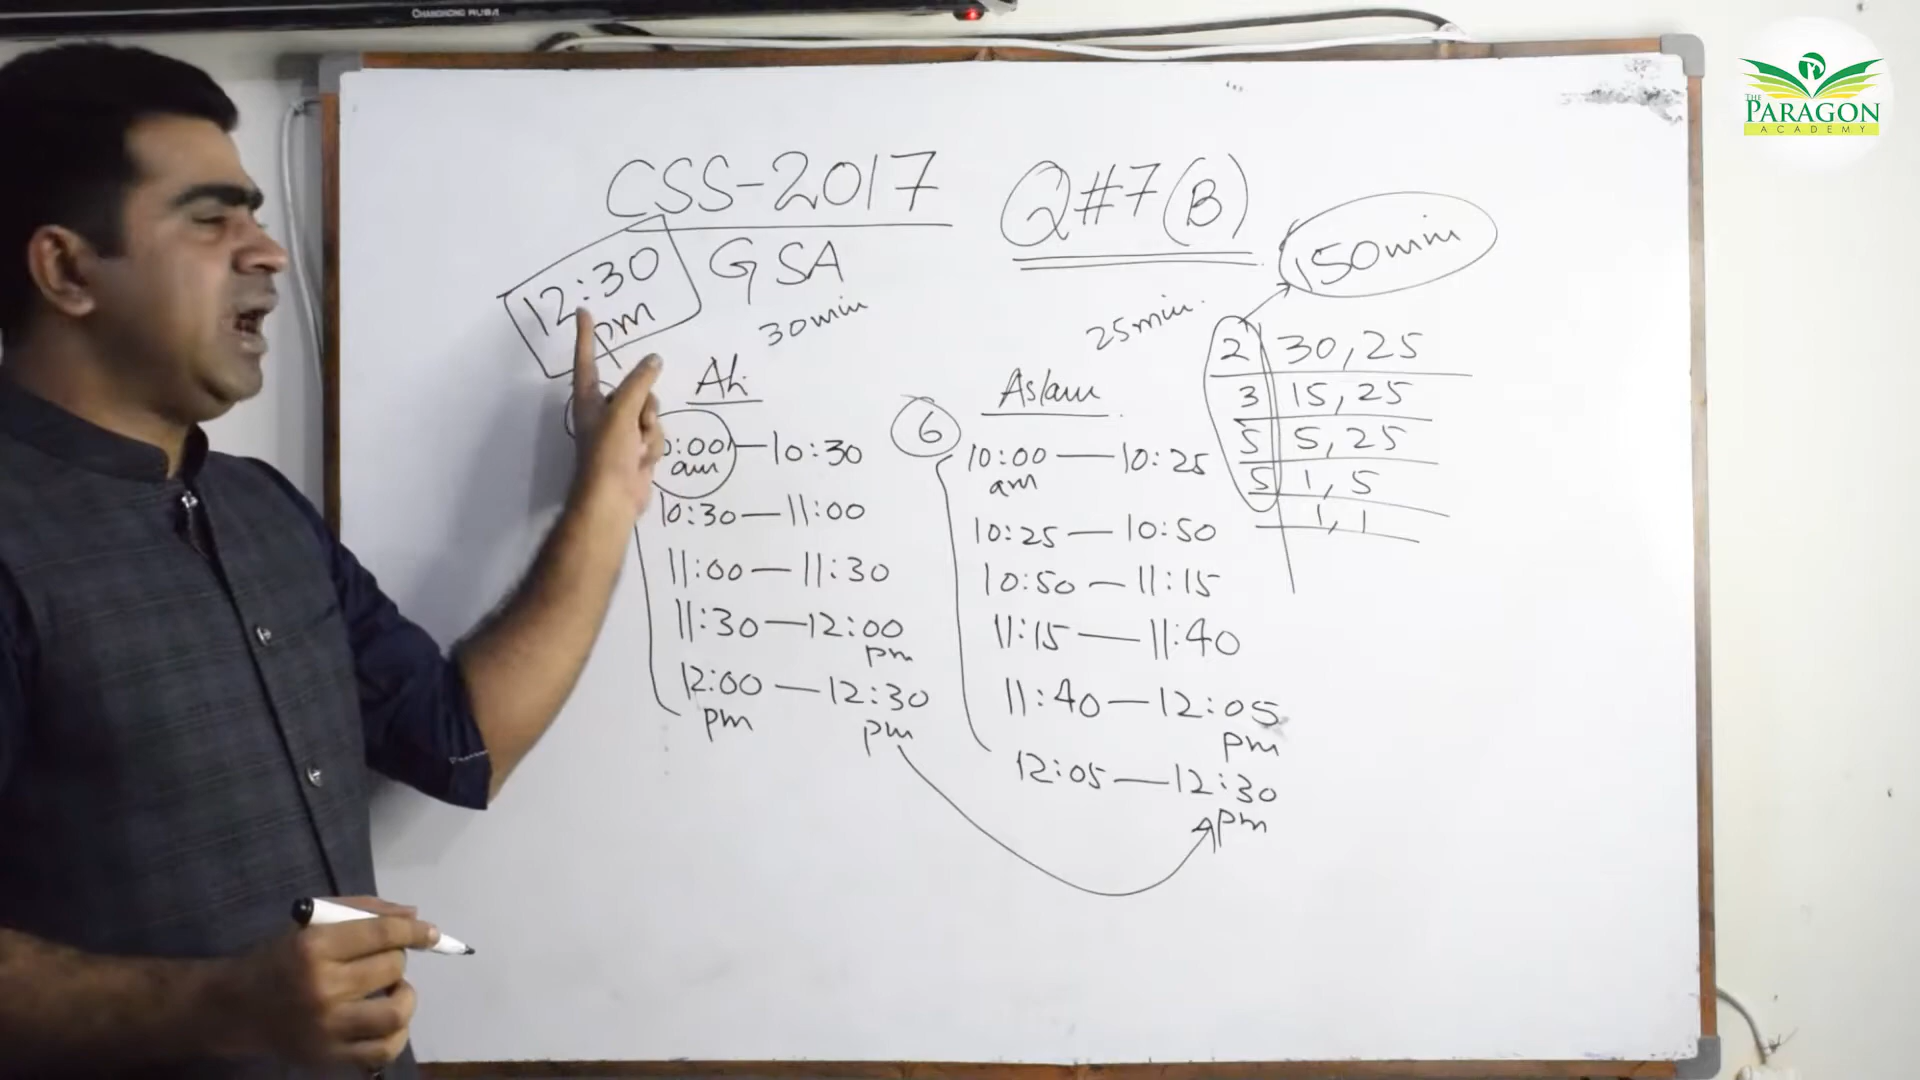 CHANGHONG RUBA
THE
PARAGON
ACADEMY
CSS-2017 Q#7 (B)
12:30
pm
GSA
150min
30min
25min.
Ali
Aslam
6
:00 — 10:30
am
10:30 — 11:00
11:00 — 11:30
11:30 — 12:00
pm
12:00 — 12:30
pm pm
10:00 — 10:25
am
10:25 — 10:50
10:50 — 11:15
11:15 — 11:40
11:40 — 12:05
pm
12:05 — 12:30
pm
2 30, 25
3 15, 25
5 5, 25
5 1, 5
1, 1